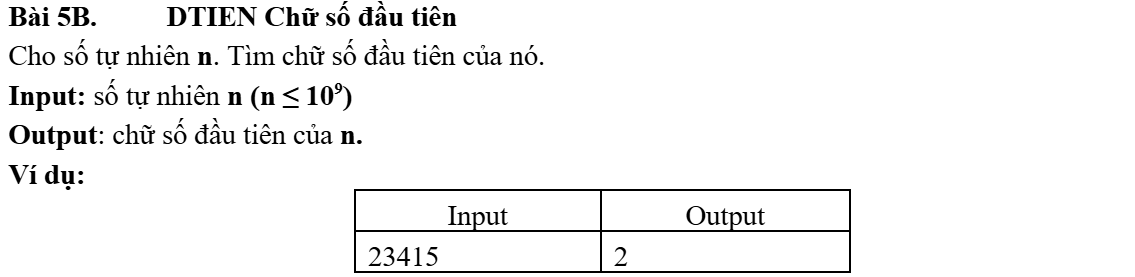 Bài 5B. DTIEN Chữ số đầu tiên
Cho số tự nhiên n. Tìm chữ số đầu tiên của nó.
Input: số tự nhiên n (n ≤ 10⁹)
Output: chữ số đầu tiên của n.
Ví dụ:
Input Output
23415 2